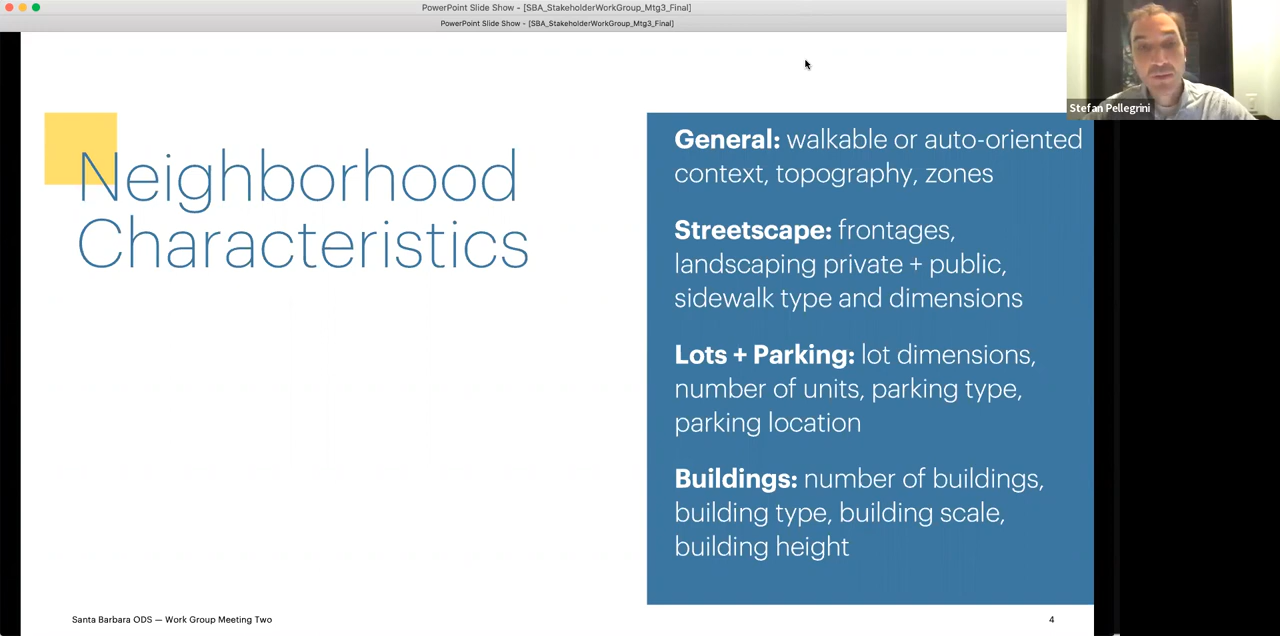 PowerPoint Slide Show - [SBA_StakeholderWorkGroup_Mtg3_Final]
PowerPoint Slide Show - [SBA_StakeholderWorkGroup_Mtg3_Final]
Stefan Pellegrini
Neighborhood
Characteristics
General: walkable or auto-oriented
context, topography, zones
Streetscape: frontages,
landscaping private + public,
sidewalk type and dimensions
Lots + Parking: lot dimensions,
number of units, parking type,
parking location
Buildings: number of buildings,
building type, building scale,
building height
Santa Barbara ODS — Work Group Meeting Two
4